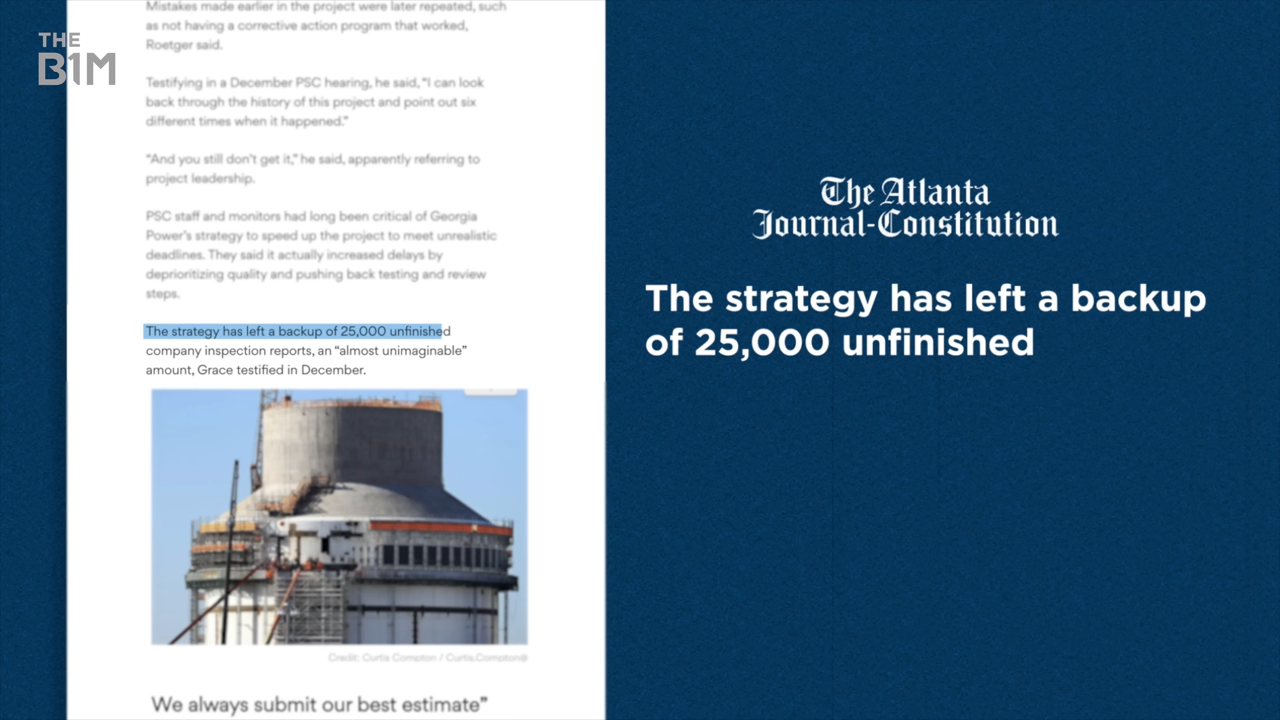 THE
B1M
Mistakes made earlier in the project were later repeated, such
as not having a corrective action program that worked,
Roetger said.
Testifying in a December PSC hearing, he said, “I can look
back through the history of this project and point out six
different times when it happened.”
“And you still don’t get it,” he said, apparently referring to
project leadership.
PSC staff and monitors had long been critical of Georgia
Power’s strategy to speed up the project to meet unrealistic
deadlines. They said it actually increased delays by
deprioritizing quality and pushing back testing and review
steps.
The strategy has left a backup of 25,000 unfinished
company inspection reports, an “almost unimaginable”
amount, Grace testified in December.
Credit: Curtis Compton / Curtis.Compton@
We always submit our best estimate”
The Atlanta
Journal-Constitution
The strategy has left a backup
of 25,000 unfinished